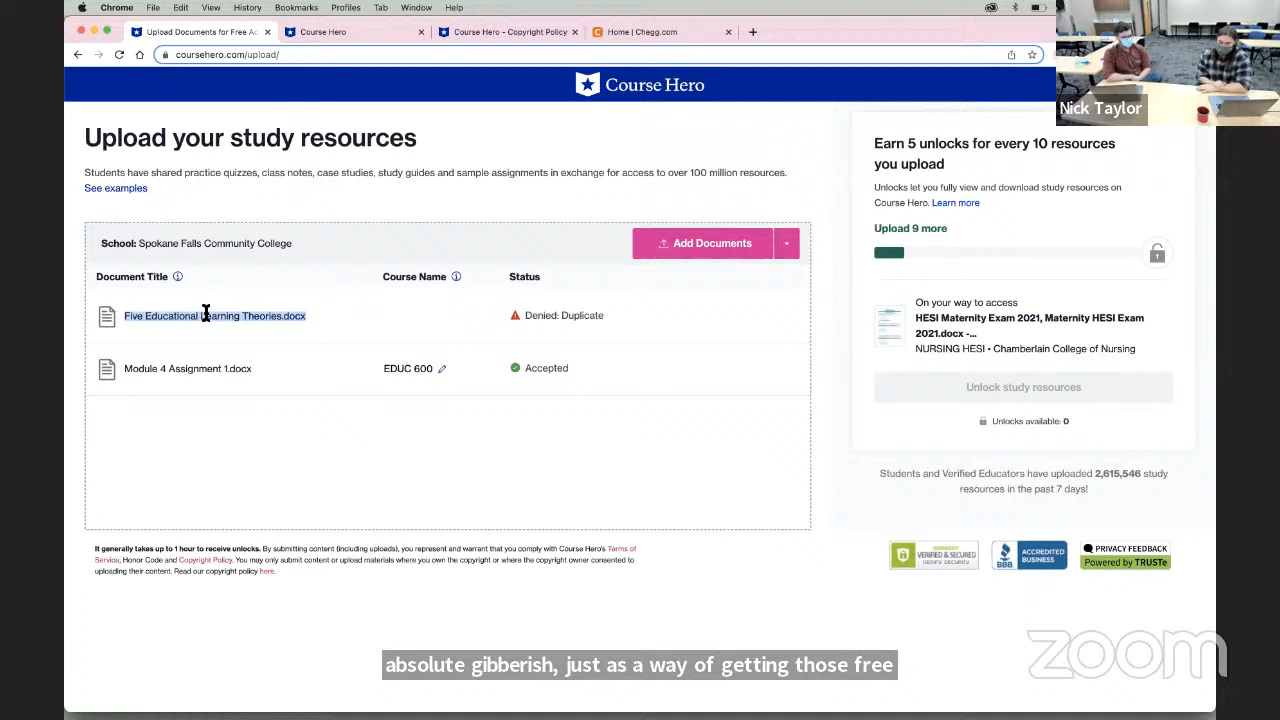 Chrome File Edit View History Bookmarks Profiles Tab Window Help
Upload Documents for Free Ac
Course Hero
Course Hero - Copyright Policy
Home | Chegg.com
coursehero.com/upload/
Course Hero
Nick Taylor
Upload your study resources
Students have shared practice quizzes, class notes, case studies, study guides and sample assignments in exchange for access to over 100 million resources.
See examples
School: Spokane Falls Community College
Add Documents
Document Title
Course Name
Status
Five Educational Learning Theories.docx
Denied: Duplicate
Module 4 Assignment 1.docx
EDUC 600
Accepted
It generally takes up to 1 hour to receive unlocks. By submitting content (including uploads), you represent and warrant that you comply with Course Hero's Terms of
Service, Honor Code and Copyright Policy. You may only submit content or upload materials where you own the copyright or where the copyright owner consented to
uploading their content. Read our copyright policy here.
Earn 5 unlocks for every 10 resources
you upload
Unlocks let you fully view and download study resources on
Course Hero. Learn more
Upload 9 more
On your way to access
HESI Maternity Exam 2021, Maternity HESI Exam
2021.docx -...
NURSING HESI • Chamberlain College of Nursing
Unlock study resources
Unlocks available: 0
Students and Verified Educators have uploaded 2,615,546 study
resources in the past 7 days!
GODADDY
VERIFIED & SECURED
VERIFY SECURITY
BBB
ACCREDITED
BUSINESS
PRIVACY FEEDBACK
Powered by TRUSTe
absolute gibberish, just as a way of getting those free
zoom